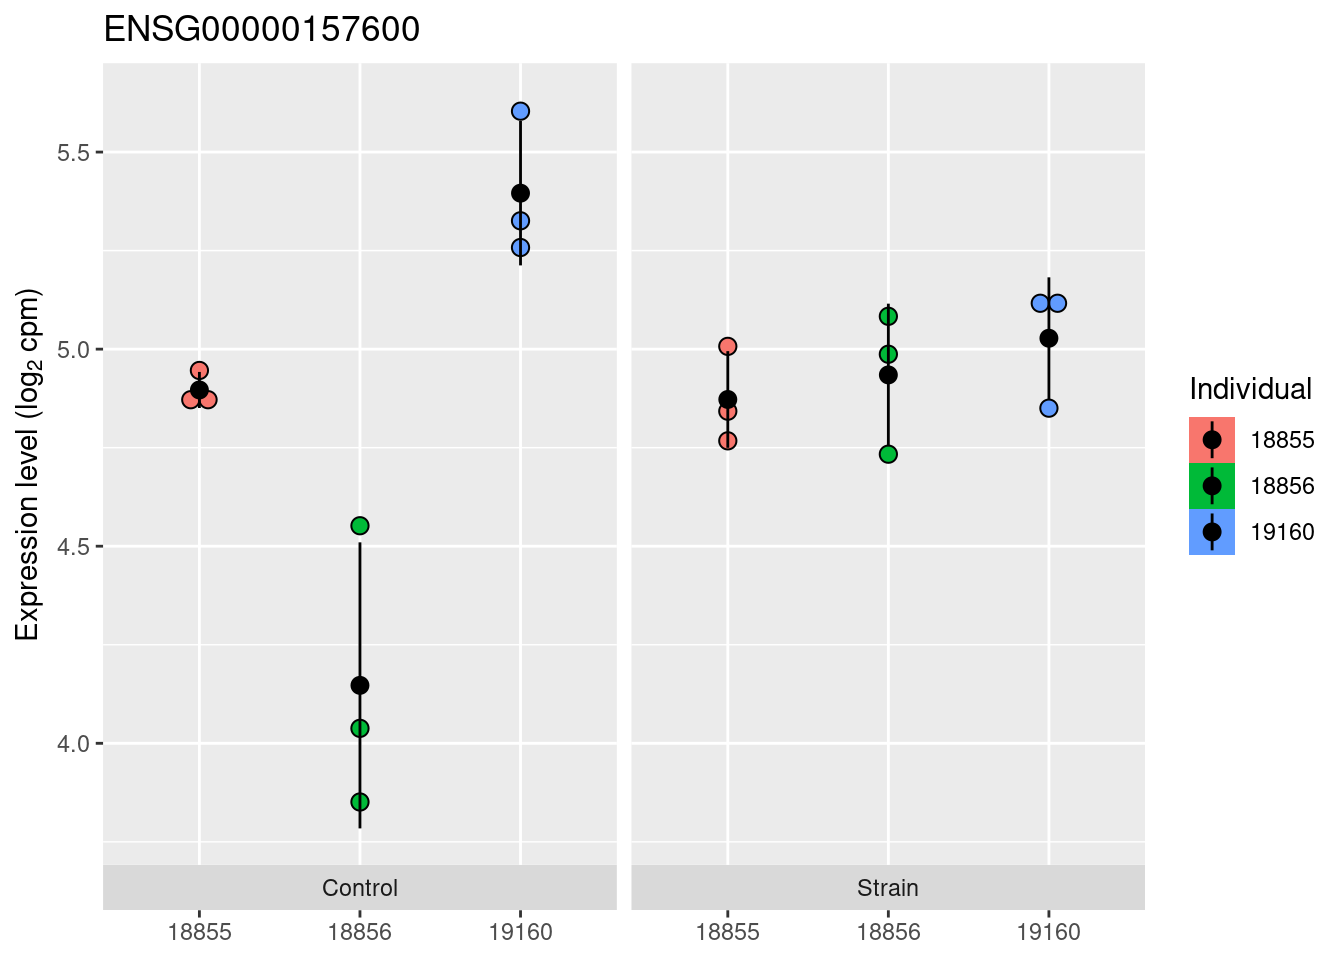 ENSG00000157600
Expression level (log₂ cpm)
5.5
5.0
4.5
4.0
Control
Strain
18855 18856 19160
18855 18856 19160
Individual
18855
18856
19160